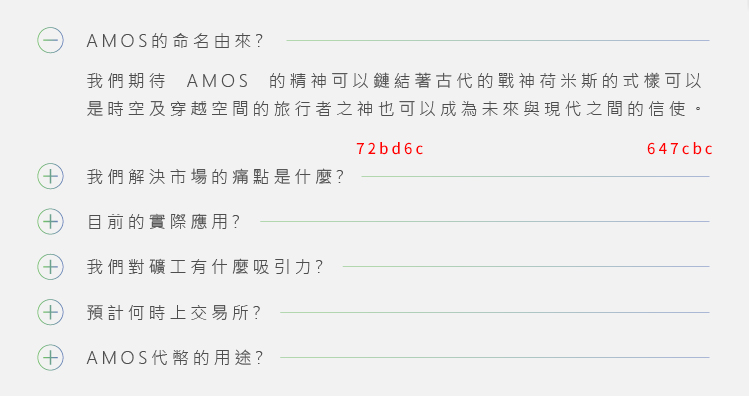 AMOS的命名由來?
我們期待 AMOS 的精神可以鏈結著古代的戰神荷米斯的式樣可以
是時空及穿越空間的旅行者之神也可以成為未來與現代之間的信使。
72bd6c 647cbc
我們解決市場的痛點是什麼?
目前的實際應用?
我們對礦工有什麼吸引力?
預計何時上交易所?
AMOS代幣的用途?